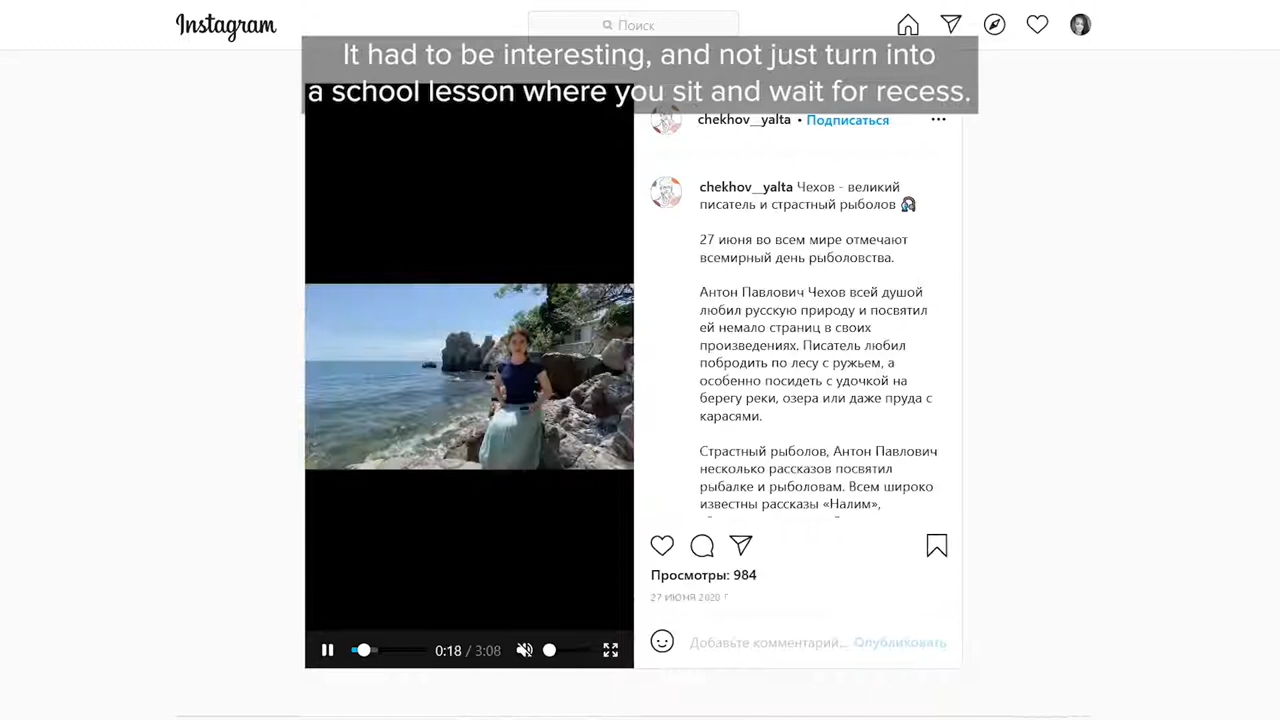 Instagram
Поиск
It had to be interesting, and not just turn into
a school lesson where you sit and wait for recess.
chekhov__yalta • Подписаться
chekhov__yalta Чехов - великий
писатель и страстный рыболов
27 июня во всем мире отмечают
всемирный день рыболовства.
Антон Павлович Чехов всей душой
любил русскую природу и посвятил
ей немало страниц в своих
произведениях. Писатель любил
побродить по лесу с ружьем, а
особенно посидеть с удочкой на
берегу реки, озера или даже пруда с
карасями.
Страстный рыболов, Антон Павлович
несколько рассказов посвятил
рыбалке и рыболовам. Всем широко
известны рассказы «Налим»,
Просмотры: 984
27 ИЮНЯ 2020 Г
0:18 / 3:08
Добавьте комментарий... Опубликовать